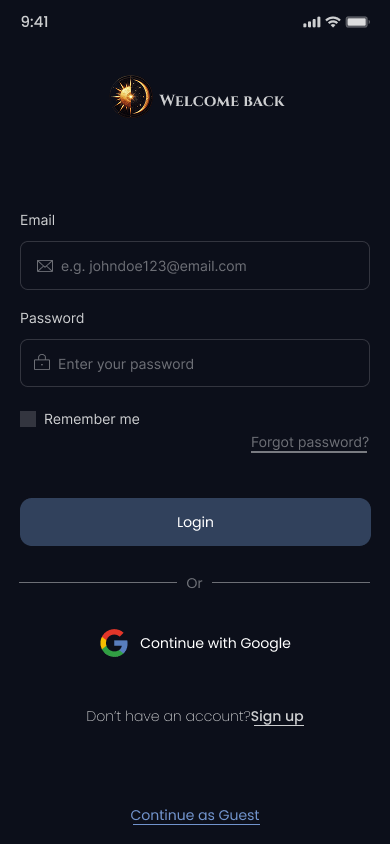 9:41
Welcome back
Email
e.g. johndoe123@email.com
Password
Enter your password
Remember me
Forgot password?
Login
Or
Continue with Google
Don’t have an account?Sign up
Continue as Guest